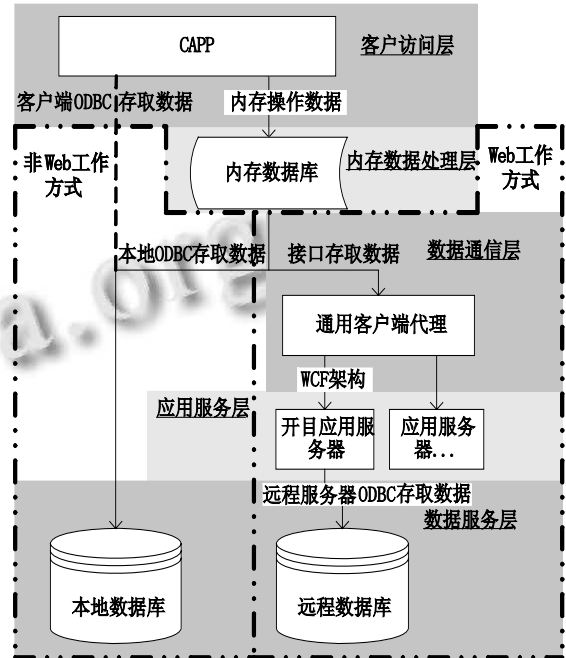 CAPP
客户访问层
客户端ODBC 存取数据
内存操作数据
非Web工作
方式
内存数据库
内存数据处理层
Web工作
方式
本地ODBC存取数据
接口存取数据
数据通信层
a.org
通用客户端代理
WCF架构
应用服务层
开目应用服
务器
应用服务
器...
远程服务器ODBC存取数据
数据服务层
本地数据库
远程数据库